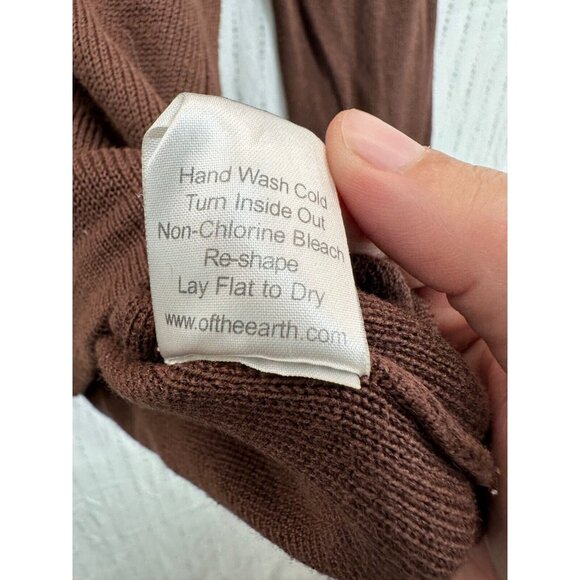 Hand Wash Cold
Turn Inside Out
Non-Chlorine Bleach
Re-shape
Lay Flat to Dry
www.oftheearth.com